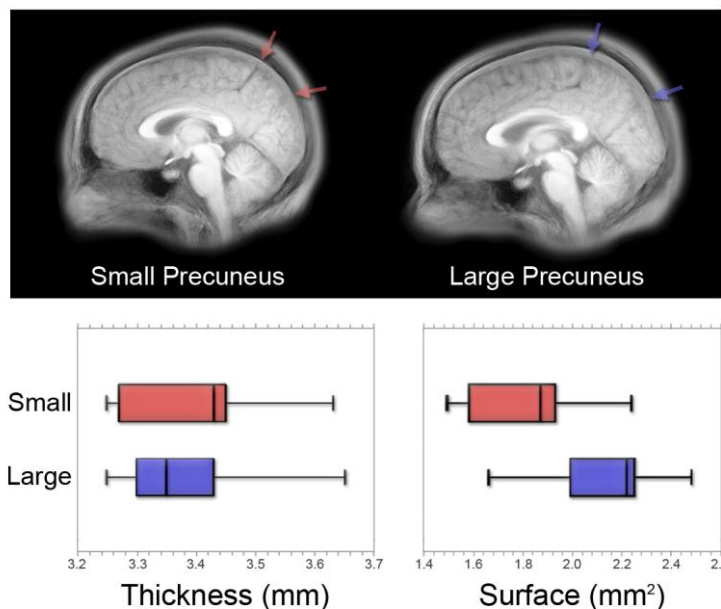 Small Precuneus Large Precuneus
Small
Large
3.2 3.3 3.4 3.5 3.6 3.7
1.4 1.6 1.8 2.0 2.2 2.4
Thickness (mm) Surface (mm²)